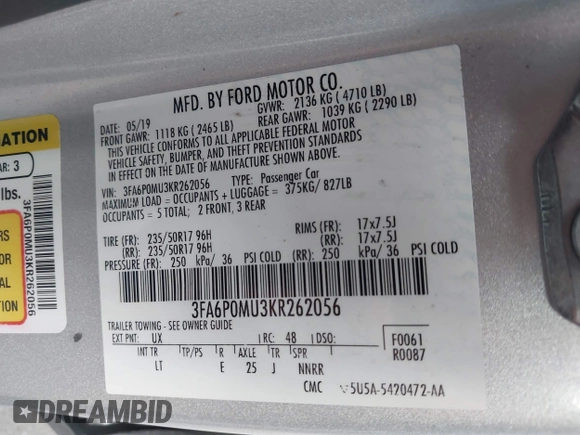 MFD. BY FORD MOTOR CO.
DATE: 05/19 GVWR: 2136 KG ( 4710 LB)
FRONT GAWR: 1118 KG ( 2465 LB) REAR GAWR: 1039 KG ( 2290 LB)
THIS VEHICLE CONFORMS TO ALL APPLICABLE FEDERAL MOTOR
VEHICLE SAFETY, BUMPER, AND THEFT PREVENTION STANDARDS
IN EFFECT ON THE DATE OF MANUFACTURE SHOWN ABOVE.
VIN: 3FA6P0MU3KR262056 TYPE: Passenger Car
MAXIMUM LOAD = OCCUPANTS + LUGGAGE = 375KG/ 827LB
OCCUPANTS = 5 TOTAL; 2 FRONT, 3 REAR
TIRE (FR): 235/50R17 96H RIMS (FR): 17x7.5J
(RR): 235/50R17 96H (RR): 17x7.5J
PRESSURE (FR): 250 kPa/ 36 PSI COLD (RR): 250 kPa/ 36 PSI COLD
3FA6P0MU3KR262056
TRAILER TOWING - SEE OWNER GUIDE
EXT PNT: UX RC: 48 DSO: F0061
R0087
INT TR TP/PS R AXLE TR SPR
LT E 25 J NNRR
CMC 5U5A-5420472-AA
MATION
AR: 3
lbs.
3FA6P0MU3KR262056
RS
OR
AL
TION
DREAMBID